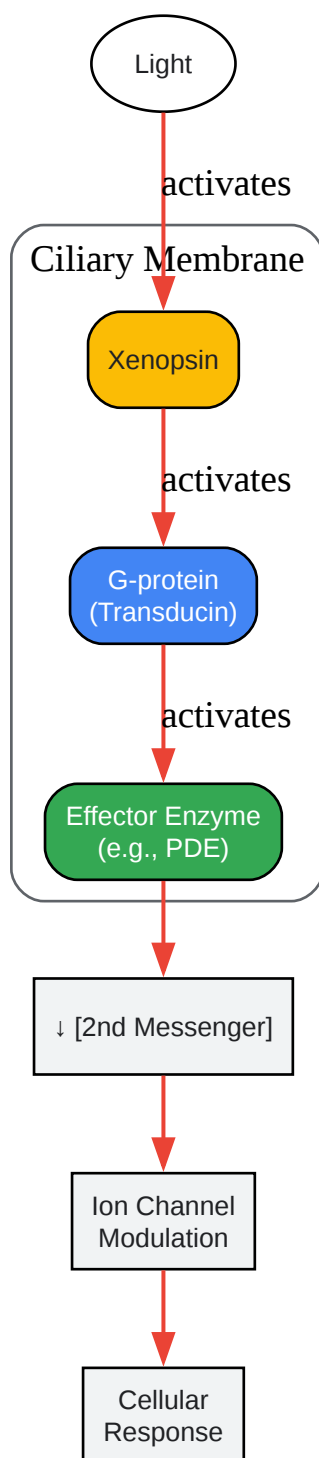 Light
activates
Ciliary Membrane
Xenopsin
activates
G-protein
(Transducin)
activates
Effector Enzyme
(e.g., PDE)
↓ [2nd Messenger]
Ion Channel
Modulation
Cellular
Response